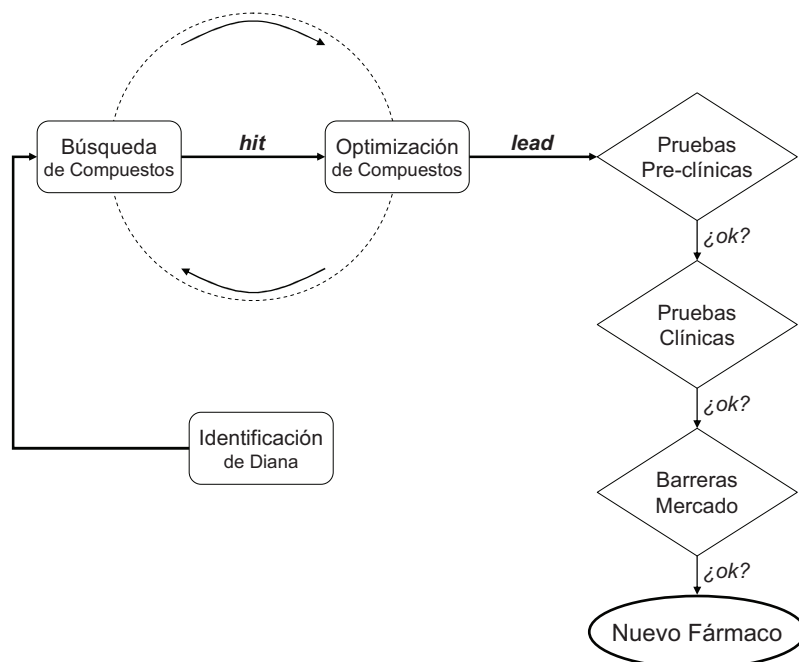 Búsqueda
de Compuestos
hit
Optimización
de Compuestos
lead
Pruebas
Pre-clínicas
¿ok?
Pruebas
Clínicas
¿ok?
Identificación
de Diana
Barreras
Mercado
¿ok?
Nuevo Fármaco